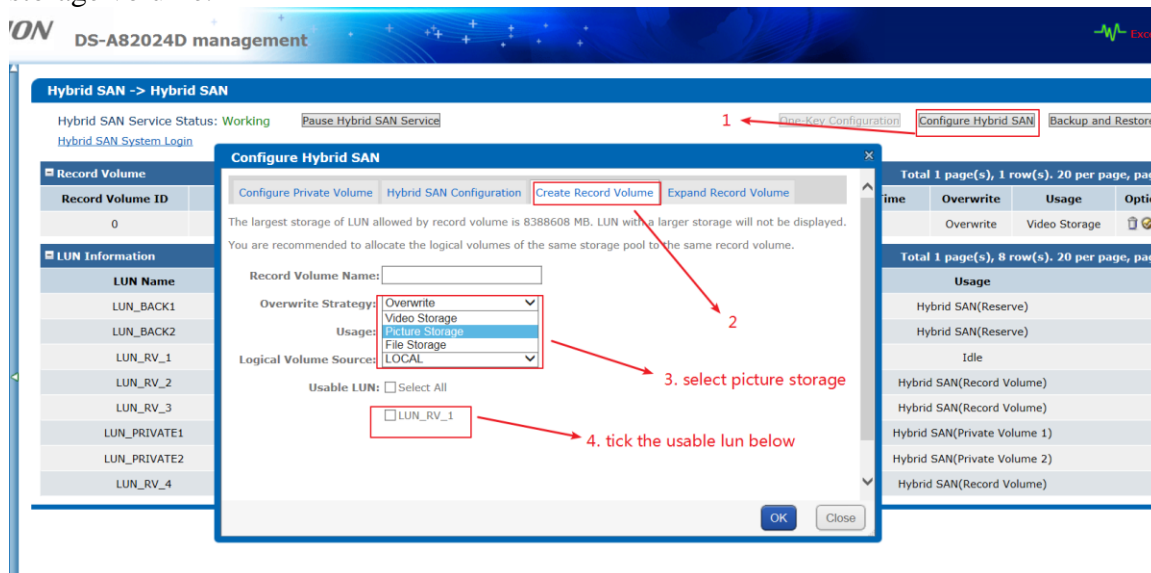 storage volume.
ION DS-A82024D management
Hybrid SAN -> Hybrid SAN
Hybrid SAN Service Status: Working Pause Hybrid SAN Service 1 One-Key Configuration Configure Hybrid SAN Backup and Restore
Hybrid SAN System Login
Configure Hybrid SAN
Record Volume Total 1 page(s), 1 row(s). 20 per page, pag
Configure Private Volume Hybrid SAN Configuration Create Record Volume Expand Record Volume
Record Volume ID Time Overwrite Usage Optio
The largest storage of LUN allowed by record volume is 8388608 MB. LUN with a larger storage will not be displayed.
0 Overwrite Video Storage
You are recommended to allocate the logical volumes of the same storage pool to the same record volume.
LUN Information Total 1 page(s), 8 row(s). 20 per page, pag
Record Volume Name:
LUN Name Usage
Overwrite Strategy: Overwrite
LUN_BACK1 Hybrid SAN(Reserve)
Video Storage
Usage: Picture Storage 2
LUN_BACK2 Hybrid SAN(Reserve)
File Storage
Logical Volume Source: LOCAL
LUN_RV_1 Idle
3. select picture storage
LUN_RV_2 Usable LUN: Select All Hybrid SAN(Record Volume)
LUN_RV_3 LUN_RV_1 Hybrid SAN(Record Volume)
LUN_PRIVATE1 4. tick the usable lun below Hybrid SAN(Private Volume 1)
LUN_PRIVATE2 Hybrid SAN(Private Volume 2)
LUN_RV_4 Hybrid SAN(Record Volume)
OK Close